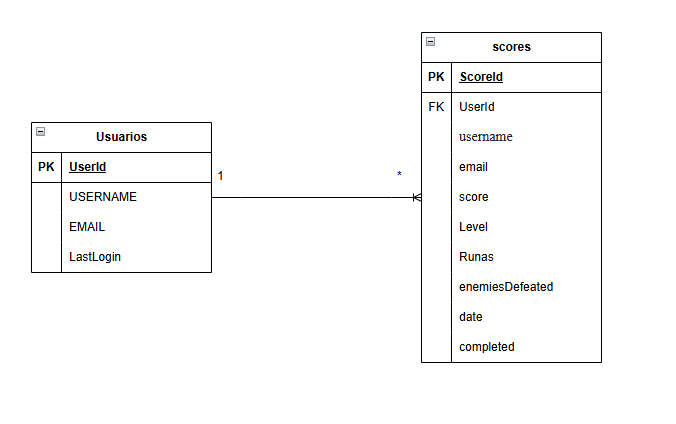 Usuarios
PK UserId
USERNAME
EMAIL
LastLogin
1 *
scores
PK ScoreId
FK UserId
username
email
score
Level
Runas
enemiesDefeated
date
completed